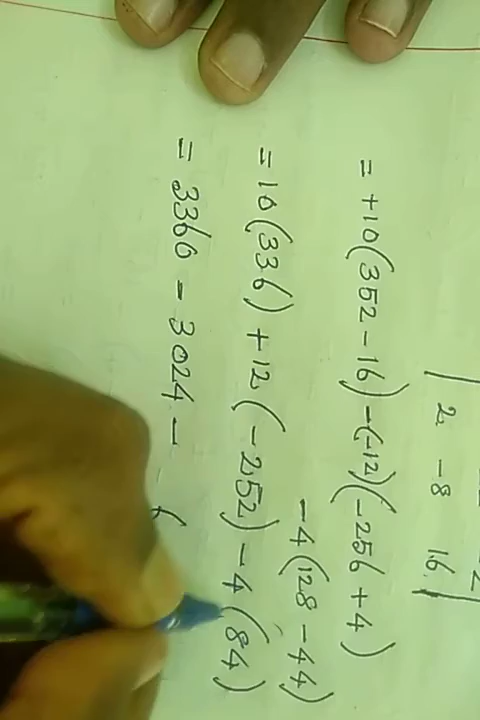 2
| 2 -8 16 |
= +10(352-16)-(-12)(-256+4)
-4(128-44)
= 10(336)+12(-252)-4(84)
= 3360 - 3024 -